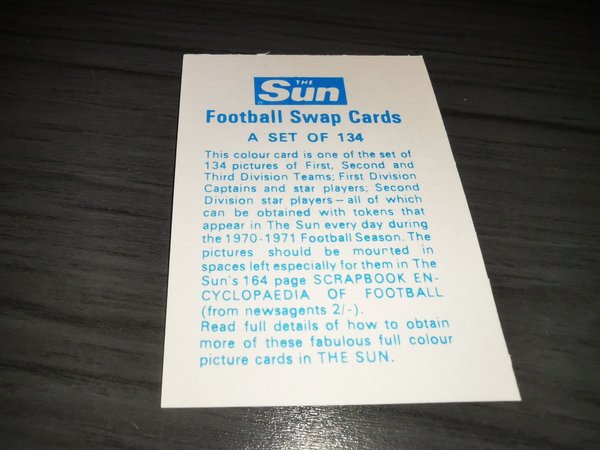 THE
Sun
Football Swap Cards
A SET OF 134
This colour card is one of the set of
134 pictures of First, Second and
Third Division Teams; First Division
Captains and star players; Second
Division star players – all of which
can be obtained with tokens that
appear in The Sun every day during
the 1970-1971 Football Season. The
pictures should be mounted in
spaces left especially for them in The
Sun's 164 page SCRAPBOOK EN-
CYCLOPAEDIA OF FOOTBALL
(from newsagents 2/-).
Read full details of how to obtain
more of these fabulous full colour
picture cards in THE SUN.